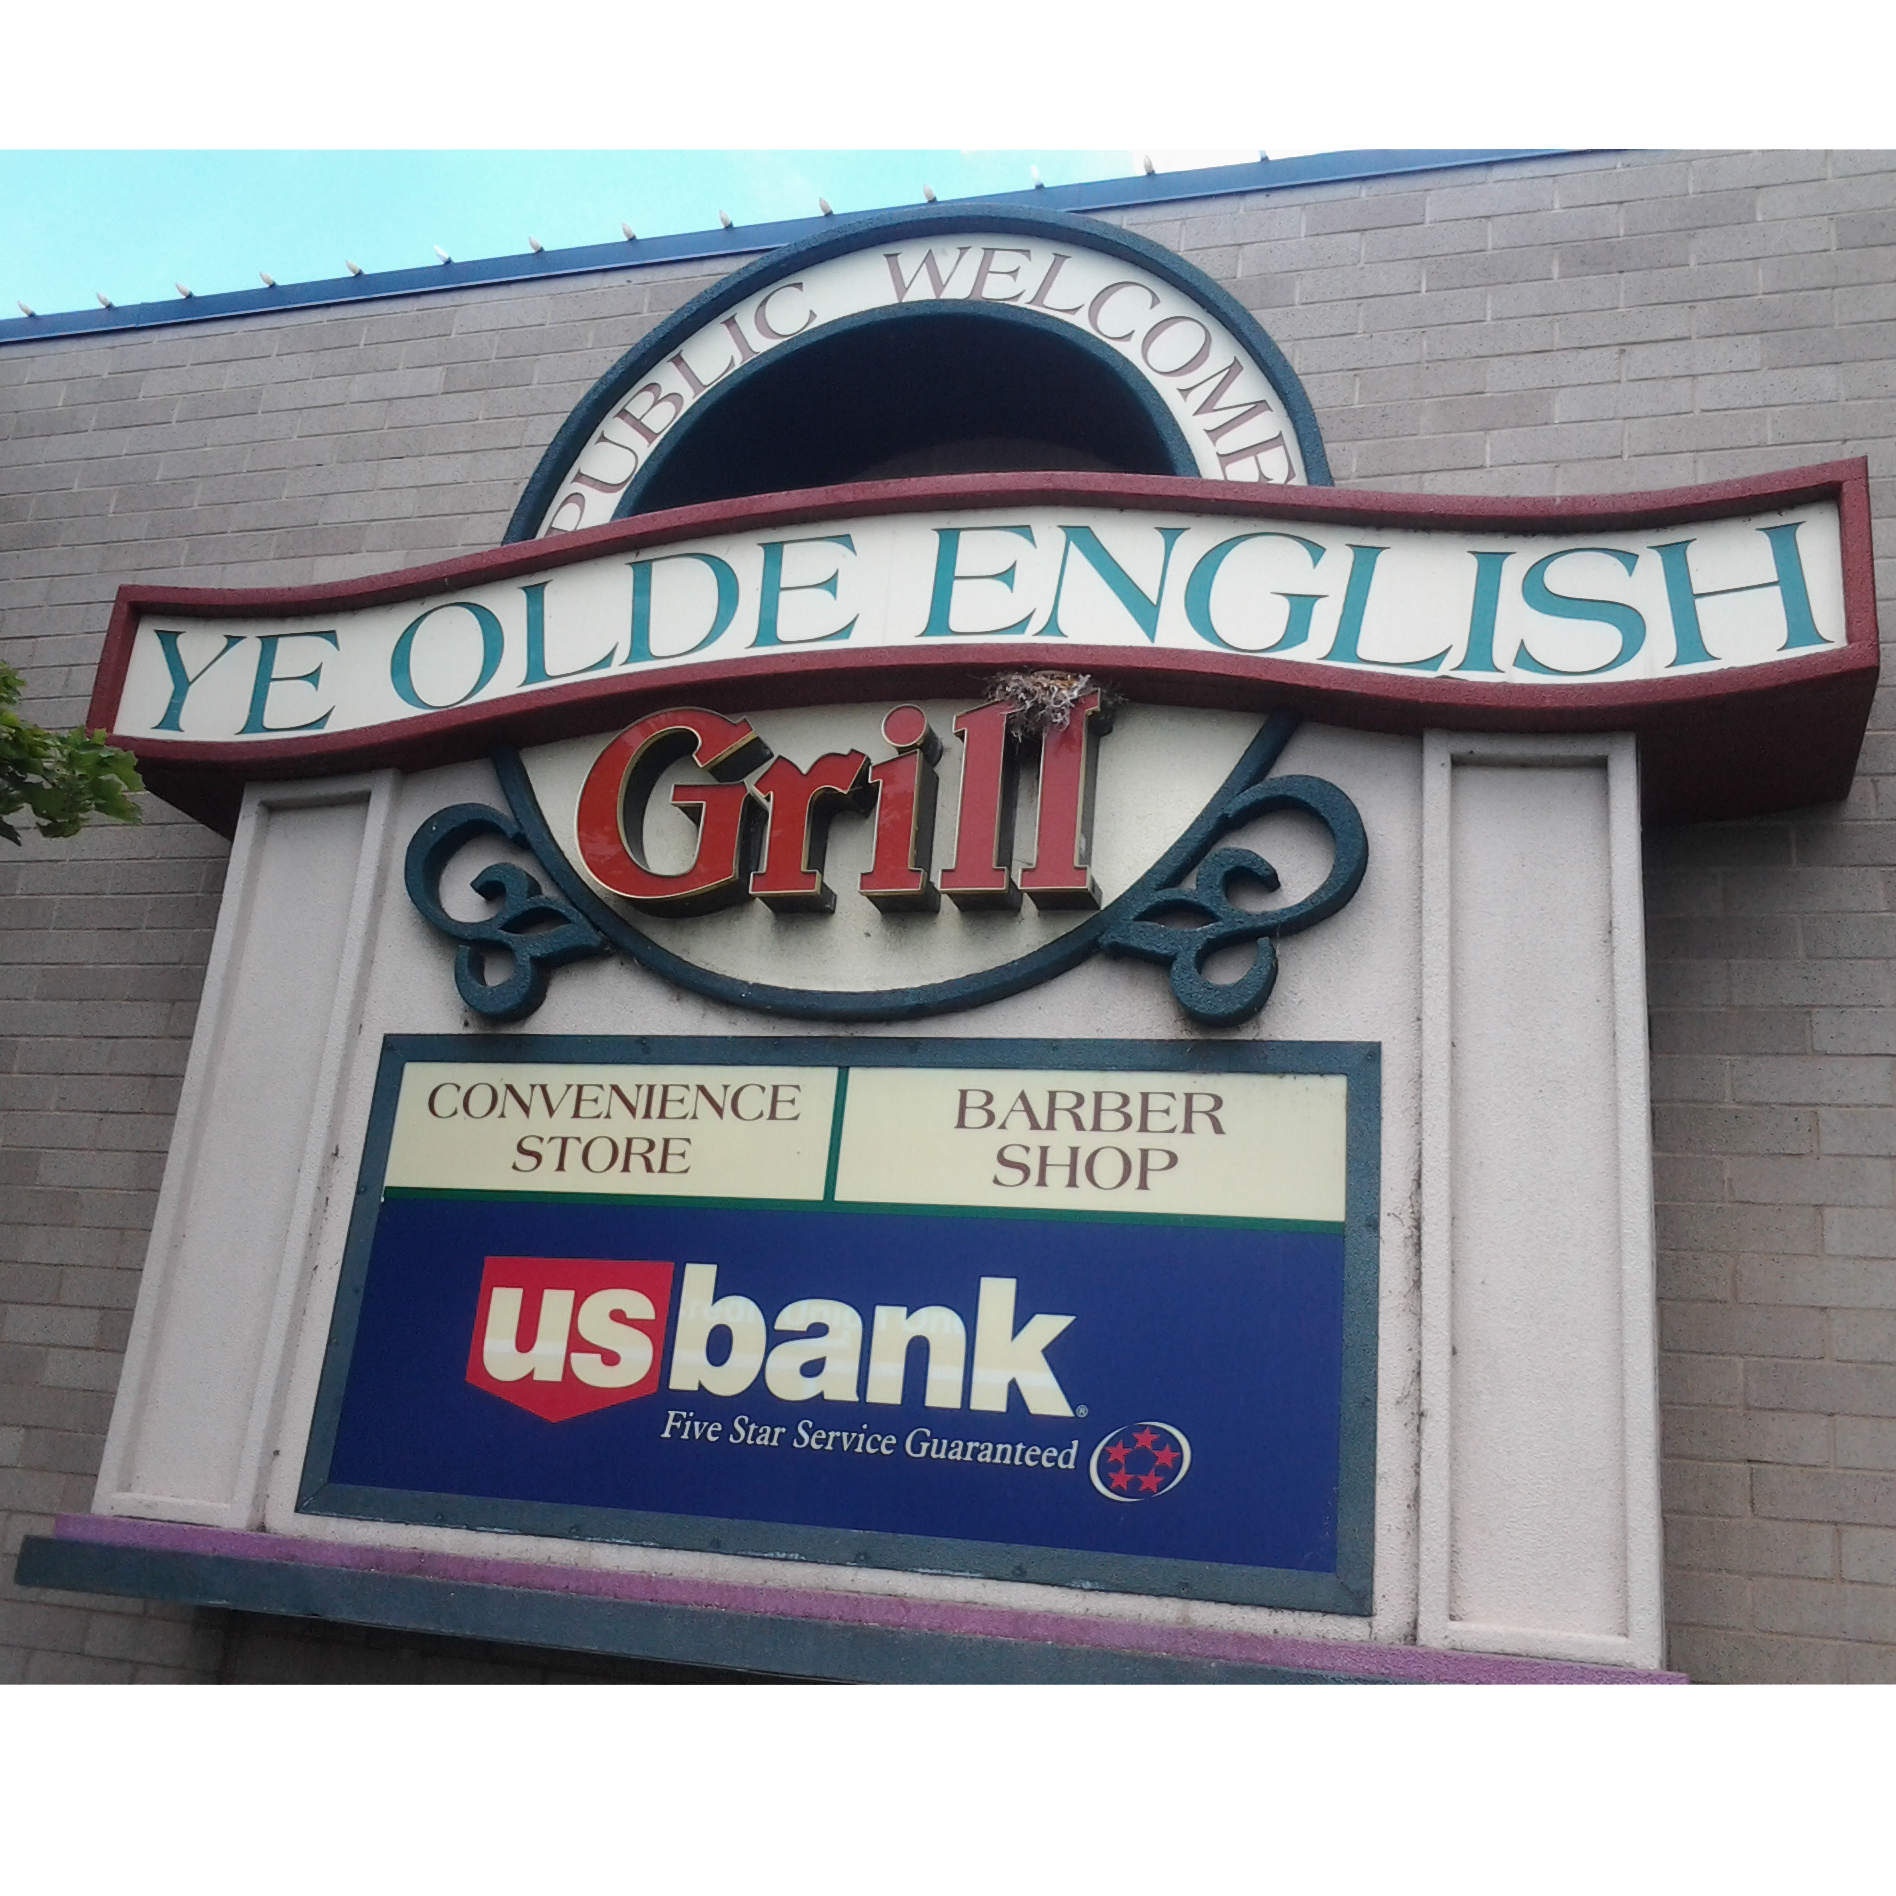 PUBLIC WELCOME
YE OLDE ENGLISH
Grill
CONVENIENCE
STORE
BARBER
SHOP
usbank®
Five Star Service Guaranteed